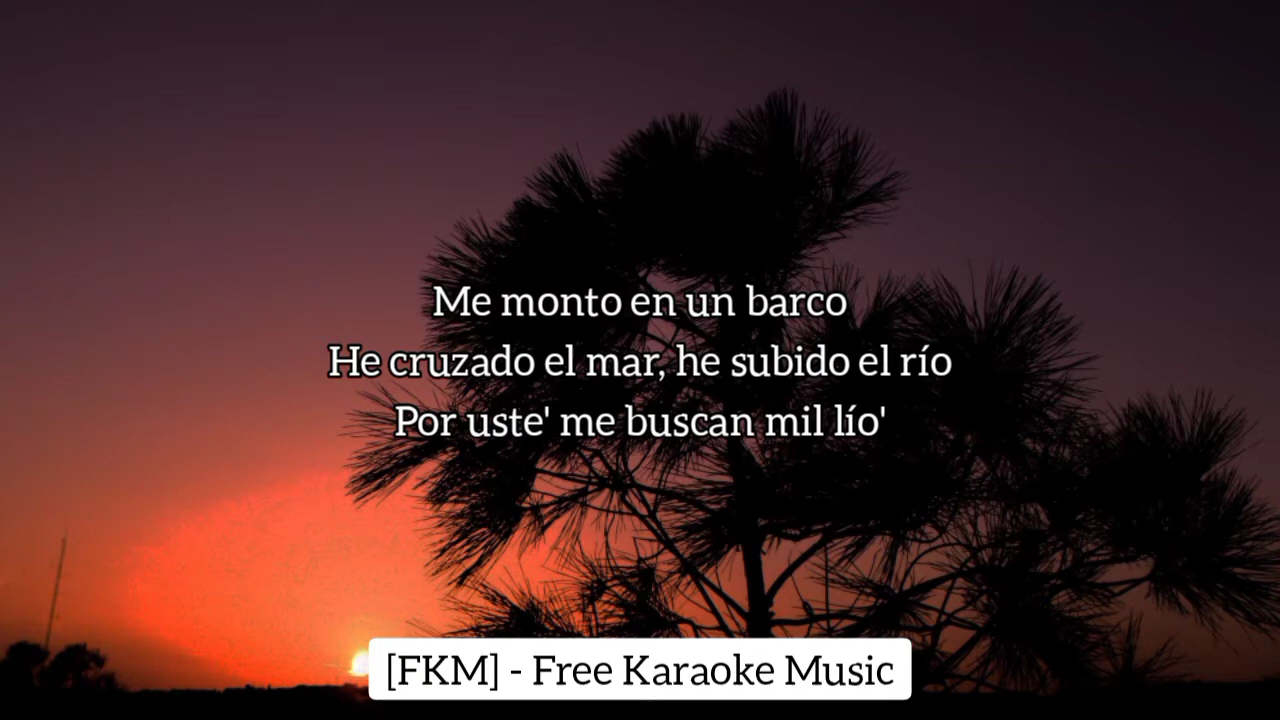 Me monto en un barco
He cruzado el mar, he subido el río
Por uste' me buscan mil lío'
[FKM] - Free Karaoke Music